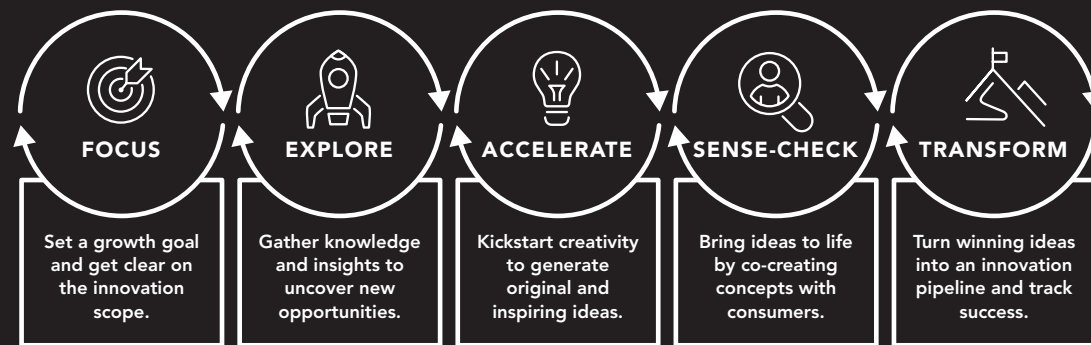 FOCUS
Set a growth goal
and get clear on
the innovation
scope.
EXPLORE
Gather knowledge
and insights to
uncover new
opportunities.
ACCELERATE
Kickstart creativity
to generate
original and
inspiring ideas.
SENSE-CHECK
Bring ideas to life
by co-creating
concepts with
consumers.
TRANSFORM
Turn winning ideas
into an innovation
pipeline and track
success.